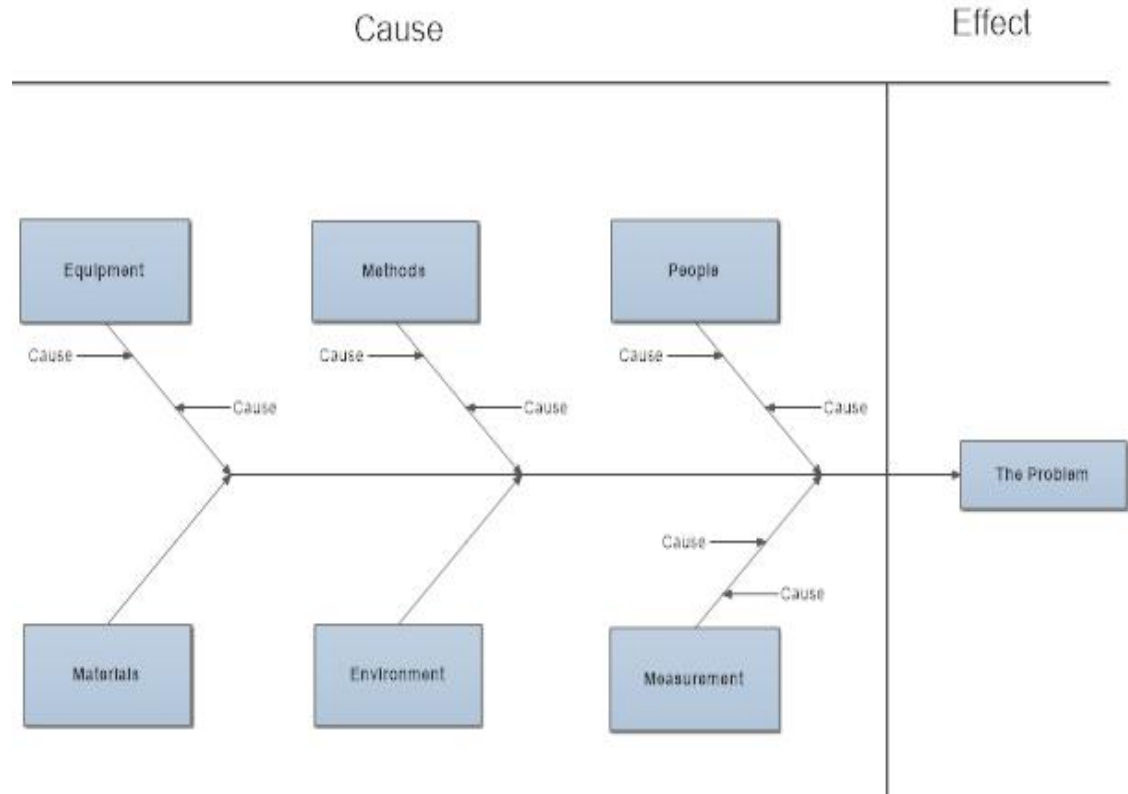 Cause
Effect
Equipment
Methods
People
Cause
Cause
Cause
Cause
Cause
Cause
The Problem
Cause
Cause
Materials
Environment
Measurement